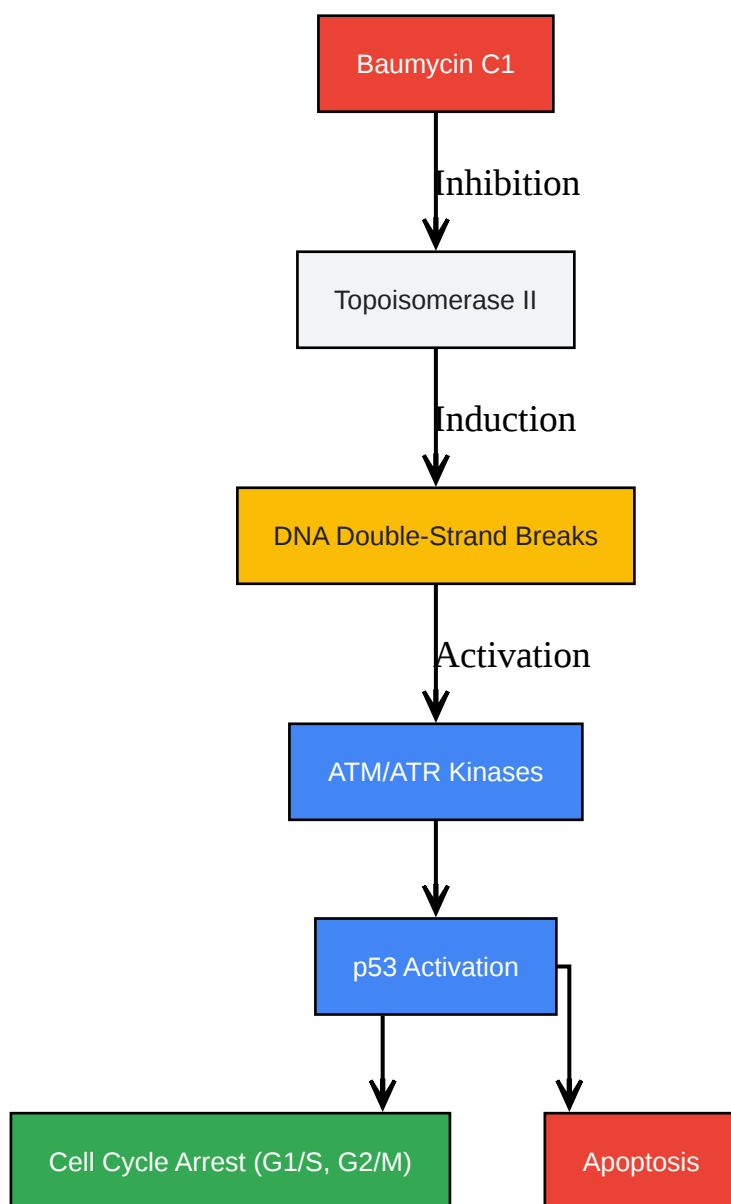 Baumycin C1
Inhibition
Topoisomerase II
Induction
DNA Double-Strand Breaks
Activation
ATM/ATR Kinases
p53 Activation
Cell Cycle Arrest (G1/S, G2/M)
Apoptosis